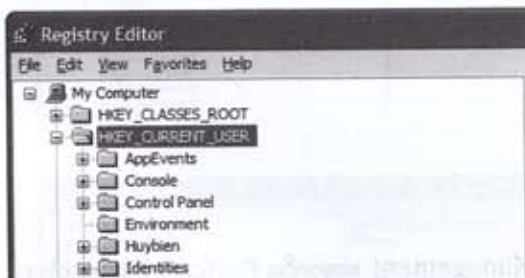 Registry Editor
File Edit View Favorites Help
My Computer
HKEY_CLASSES_ROOT
HKEY_CURRENT_USER
AppEvents
Console
Control Panel
Environment
Huybien
Identities